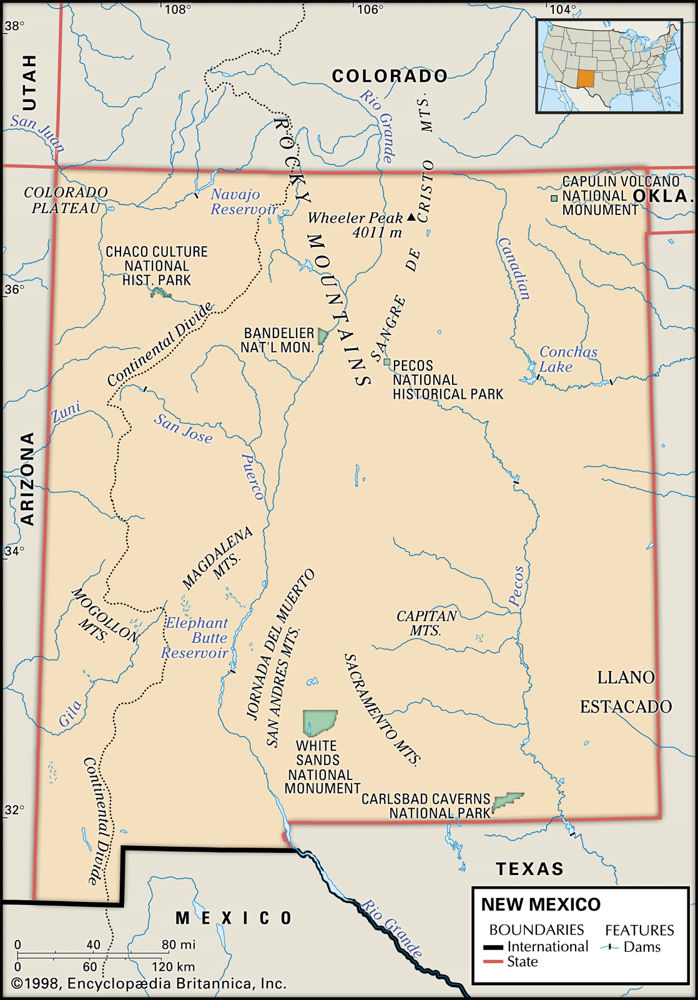 108°
106°
104°
38°
UTAH
COLORADO
Rio Grande
San Juan
ROCKY MOUNTAINS
SANGRE DE CRISTO MTS.
COLORADO
PLATEAU
Navajo
Reservoir
Wheeler Peak
4011 m
CAPULIN VOLCANO
NATIONAL
MONUMENT
OKLA.
CHACO CULTURE
NATIONAL
HIST. PARK
Canadian
36°
Continental Divide
BANDELIER
NAT'L MON.
PECOS
NATIONAL
HISTORICAL PARK
Conchas
Lake
Zuni
San Jose
Puerco
ARIZONA
34°
MAGDALENA
MTS.
Pecos
MOGOLLON
MTS.
Elephant
Butte
Reservoir
JORNADA DEL MUERTO
SAN ANDRES MTS.
CAPITAN
MTS.
SACRAMENTO MTS.
LLANO
ESTACADO
Gila
WHITE
SANDS
NATIONAL
MONUMENT
CARLSBAD CAVERNS
NATIONAL PARK
Continental Divide
32°
TEXAS
MEXICO
Rio Grande
NEW MEXICO
BOUNDARIES
International
State
FEATURES
Dams
0 40 80 mi
0 60 120 km
©1998, Encyclopædia Britannica, Inc.